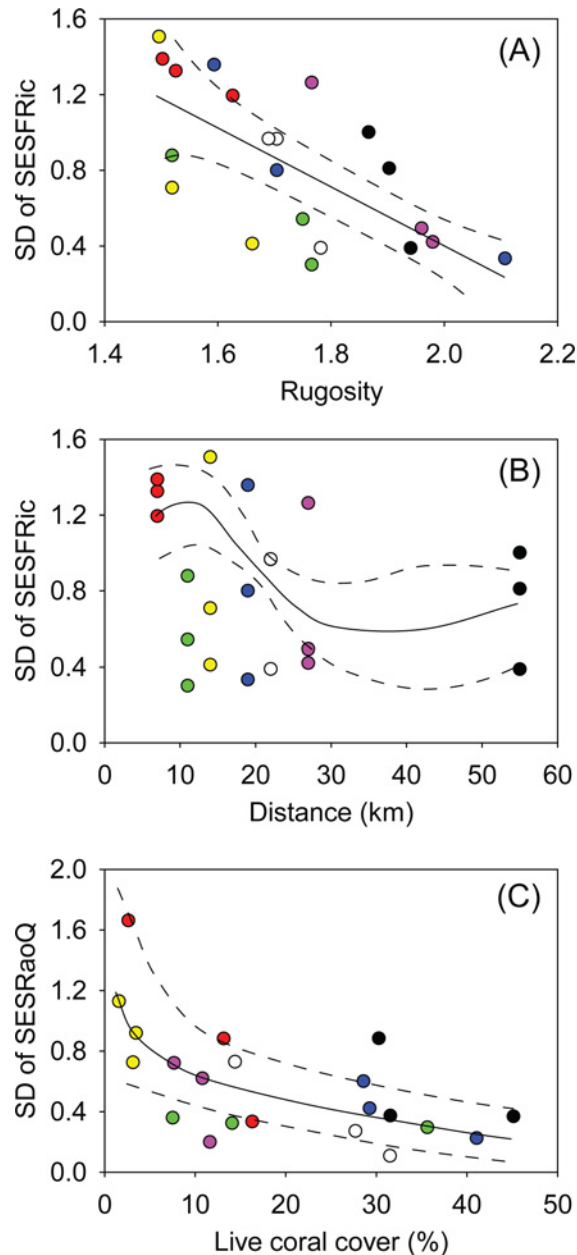 (A)
SD of SESFRic
1.6
1.2
0.8
0.4
0.0
1.4 1.6 1.8 2.0 2.2
Rugosity
(B)
SD of SESFRic
1.6
1.2
0.8
0.4
0.0
0 10 20 30 40 50 60
Distance (km)
(C)
SD of SESRaoQ
2.0
1.6
1.2
0.8
0.4
0.0
0 10 20 30 40 50
Live coral cover (%)